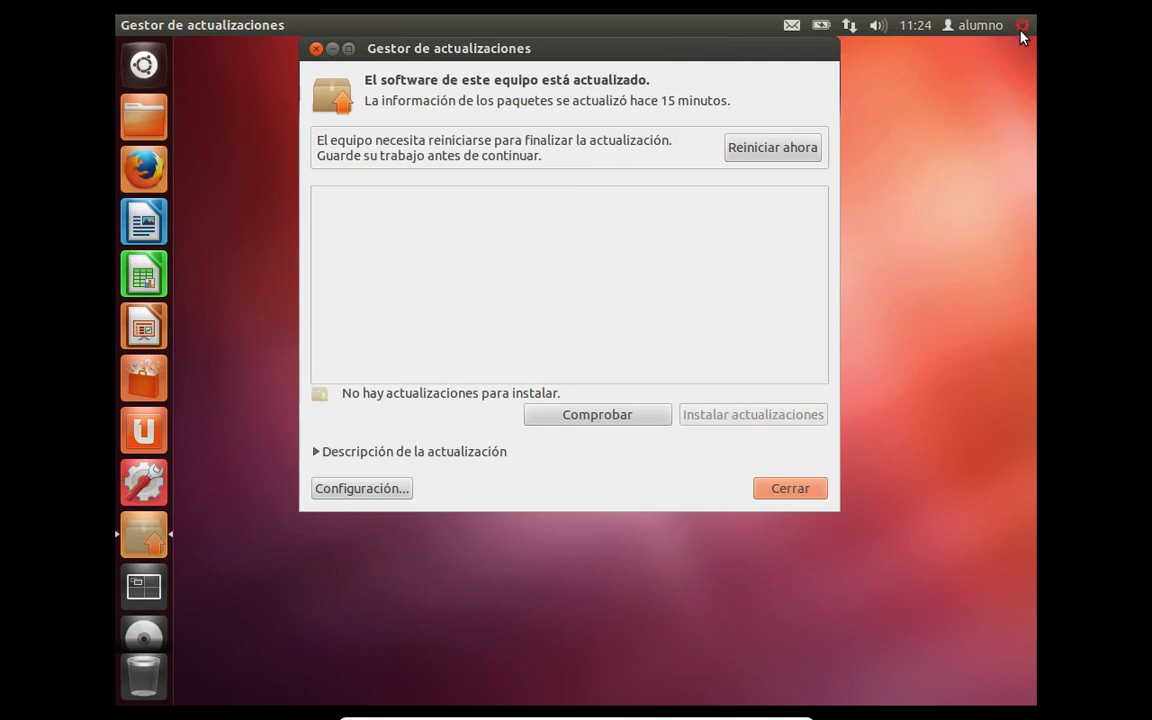 Gestor de actualizaciones
11:24
alumno
Gestor de actualizaciones
El software de este equipo está actualizado.
La información de los paquetes se actualizó hace 15 minutos.
El equipo necesita reiniciarse para finalizar la actualización.
Guarde su trabajo antes de continuar.
Reiniciar ahora
No hay actualizaciones para instalar.
Comprobar
Instalar actualizaciones
Descripción de la actualización
Configuración...
Cerrar